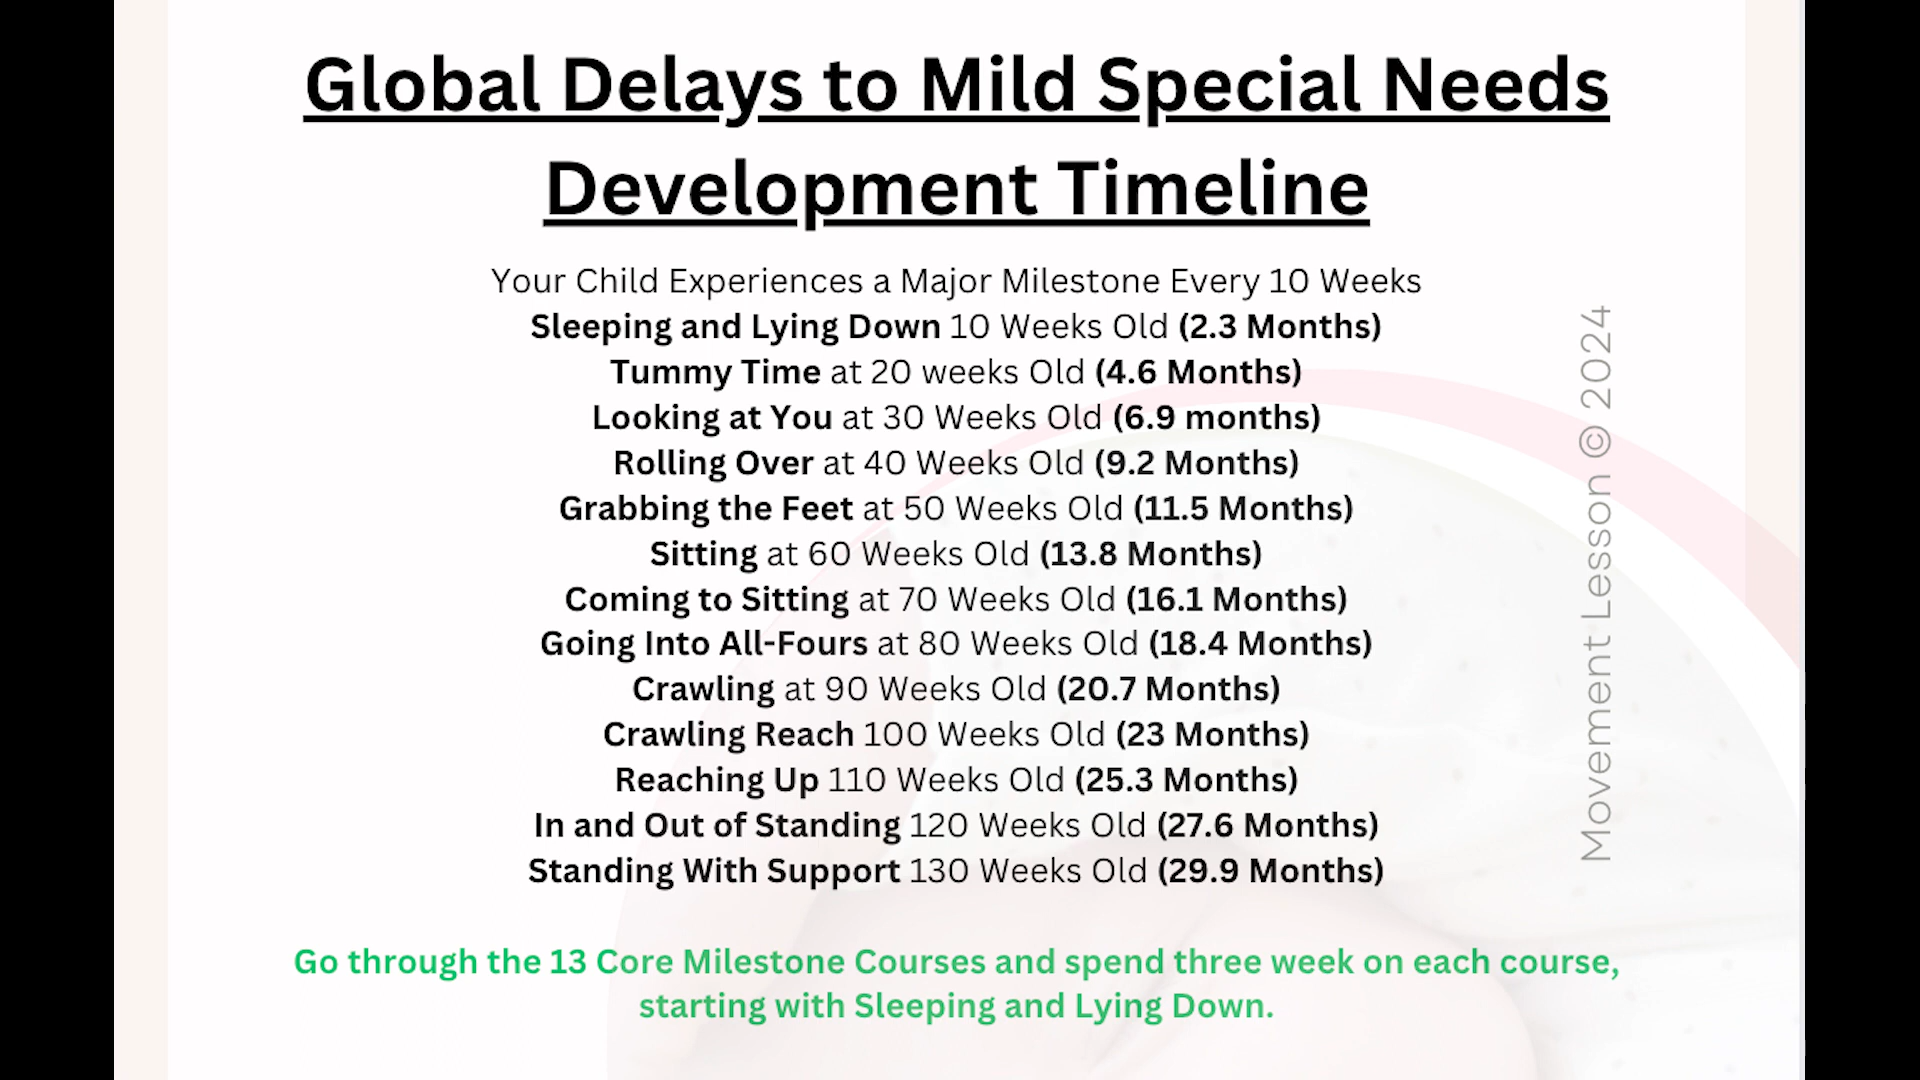 Global Delays to Mild Special Needs
Development Timeline
Your Child Experiences a Major Milestone Every 10 Weeks
Sleeping and Lying Down 10 Weeks Old (2.3 Months)
Tummy Time at 20 weeks Old (4.6 Months)
Looking at You at 30 Weeks Old (6.9 months)
Rolling Over at 40 Weeks Old (9.2 Months)
Grabbing the Feet at 50 Weeks Old (11.5 Months)
Sitting at 60 Weeks Old (13.8 Months)
Coming to Sitting at 70 Weeks Old (16.1 Months)
Going Into All-Fours at 80 Weeks Old (18.4 Months)
Crawling at 90 Weeks Old (20.7 Months)
Crawling Reach 100 Weeks Old (23 Months)
Reaching Up 110 Weeks Old (25.3 Months)
In and Out of Standing 120 Weeks Old (27.6 Months)
Standing With Support 130 Weeks Old (29.9 Months)
Go through the 13 Core Milestone Courses and spend three week on each course,
starting with Sleeping and Lying Down.
Movement Lesson © 2024